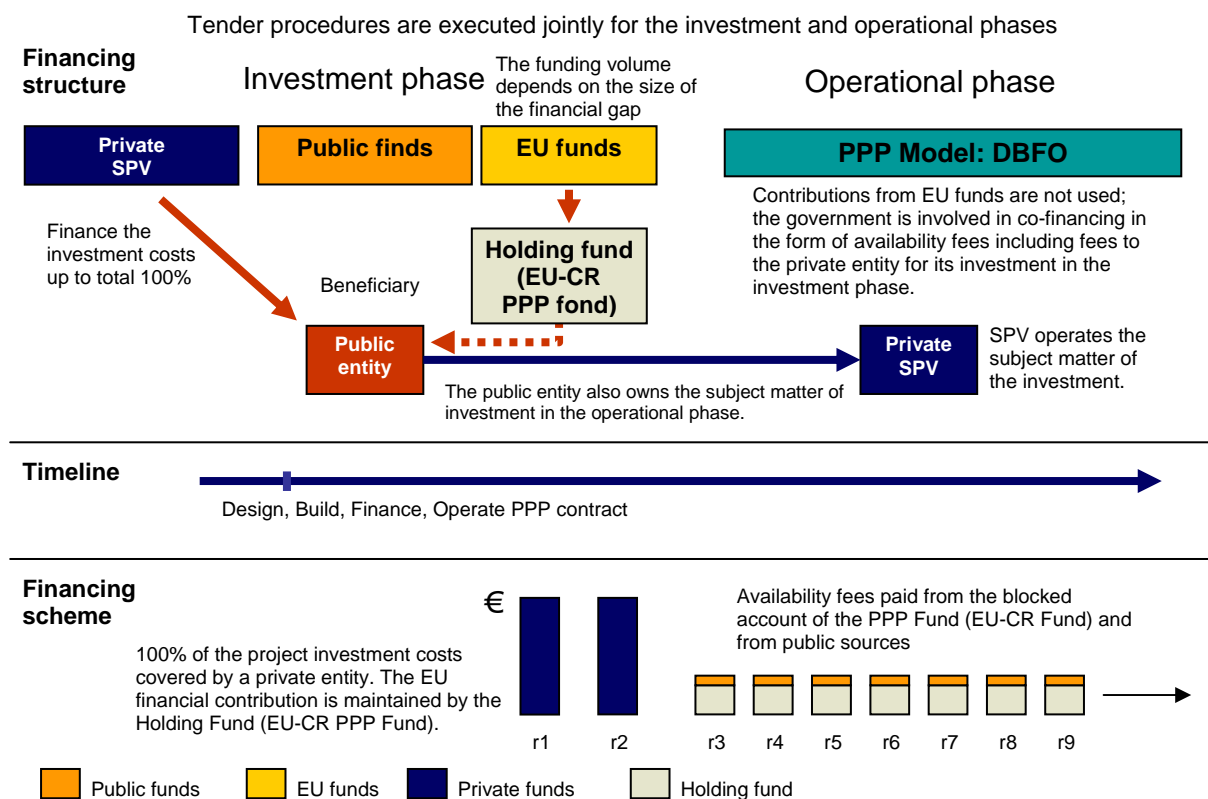 Tender procedures are executed jointly for the investment and operational phases
Financing
structure
Investment phase
The funding volume
depends on the size of
the financial gap
Operational phase
Private
SPV
Public finds
EU funds
PPP Model: DBFO
Finance the
investment costs
up to total 100%
Beneficiary
Holding fund
(EU-CR
PPP fond)
Contributions from EU funds are not used;
the government is involved in co-financing in
the form of availability fees including fees to
the private entity for its investment in the
investment phase.
Public
entity
Private
SPV
SPV operates the
subject matter of
the investment.
The public entity also owns the subject matter of
investment in the operational phase.
Timeline
Design, Build, Finance, Operate PPP contract
Financing
scheme
100% of the project investment costs
covered by a private entity. The EU
financial contribution is maintained by the
Holding Fund (EU-CR PPP Fund).
€
Availability fees paid from the blocked
account of the PPP Fund (EU-CR Fund) and
from public sources
r1
r2
r3
r4
r5
r6
r7
r8
r9
Public funds
EU funds
Private funds
Holding fund